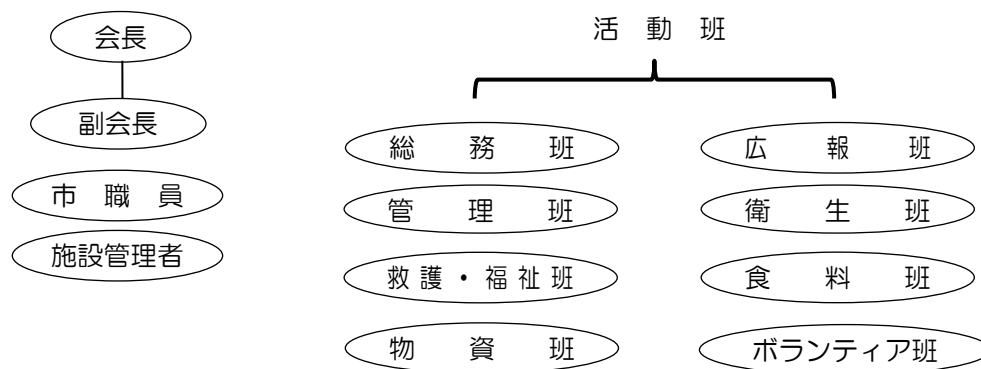 会長
副会長
市職員
施設管理者
活動班
総務班
広報班
管理班
衛生班
救護・福祉班
食料班
物資班
ボランティア班